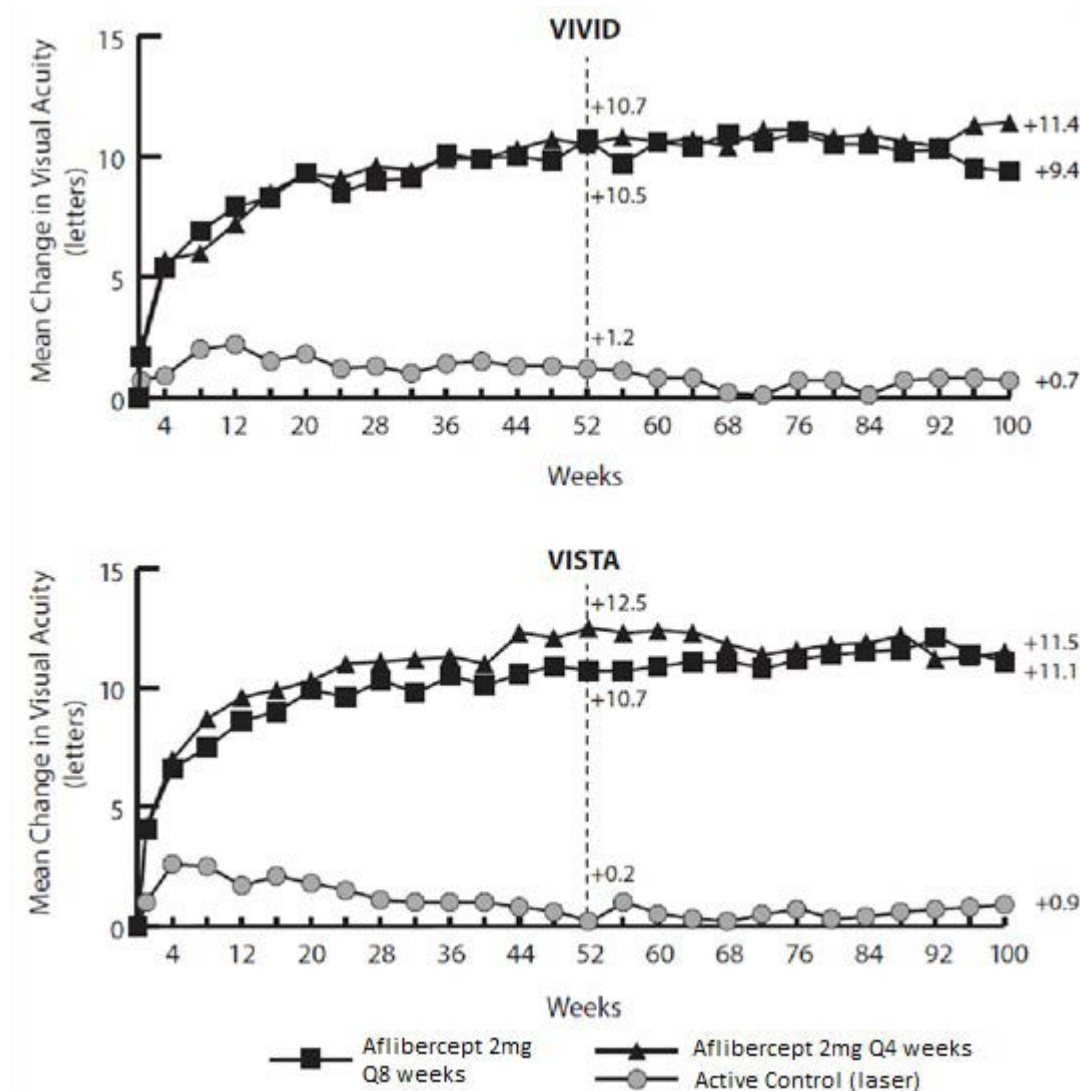 VIVID
Mean Change in Visual Acuity
(letters)
15
10
5
0
+10.7
+10.5
+1.2
+11.4
+9.4
+0.7
4 12 20 28 36 44 52 60 68 76 84 92 100
Weeks
VISTA
Mean Change in Visual Acuity
(letters)
15
10
5
0
+12.5
+10.7
+0.2
+11.5
+11.1
+0.9
4 12 20 28 36 44 52 60 68 76 84 92 100
Weeks
Aflibercept 2mg
Q8 weeks
Aflibercept 2mg Q4 weeks
Active Control (laser)